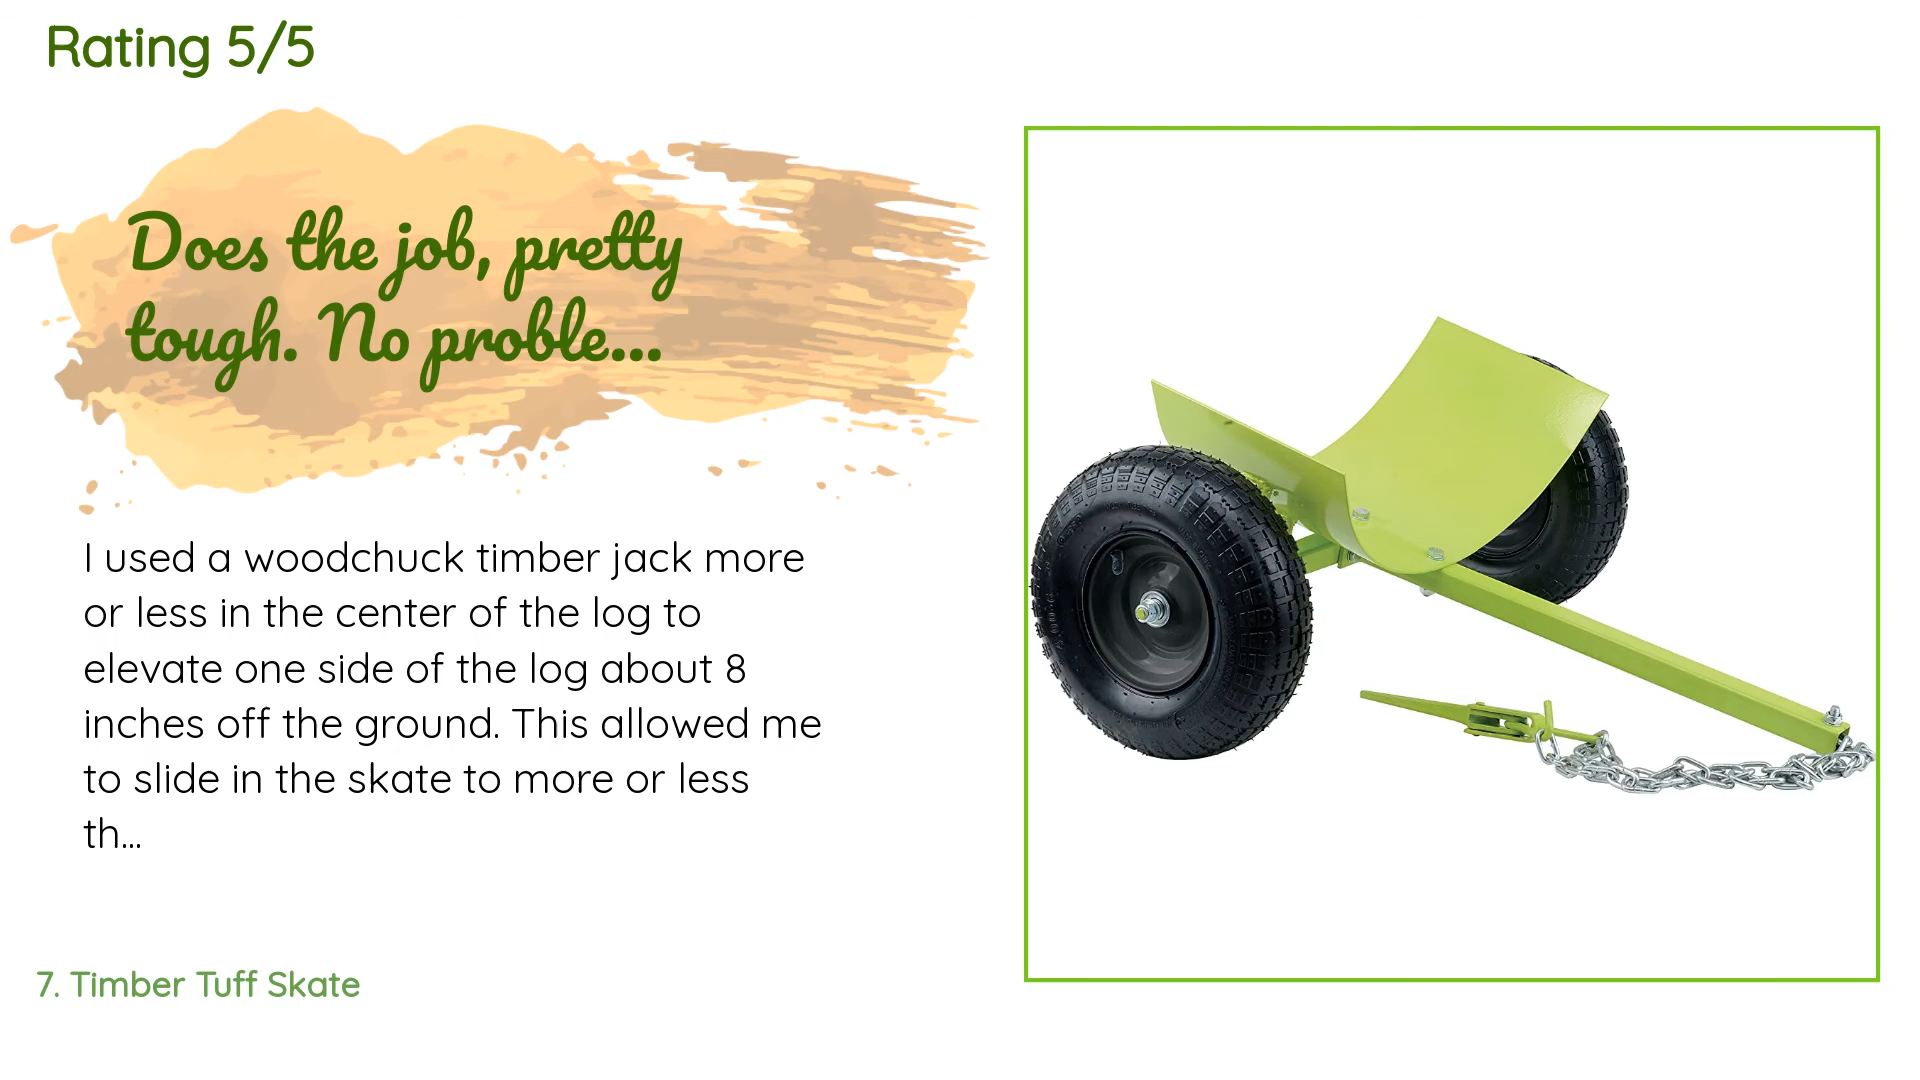 Rating 5/5
Does the job, pretty
tough. No proble...
I used a woodchuck timber jack more
or less in the center of the log to
elevate one side of the log about 8
inches off the ground. This allowed me
to slide in the skate to more or less
th...
7. Timber Tuff Skate